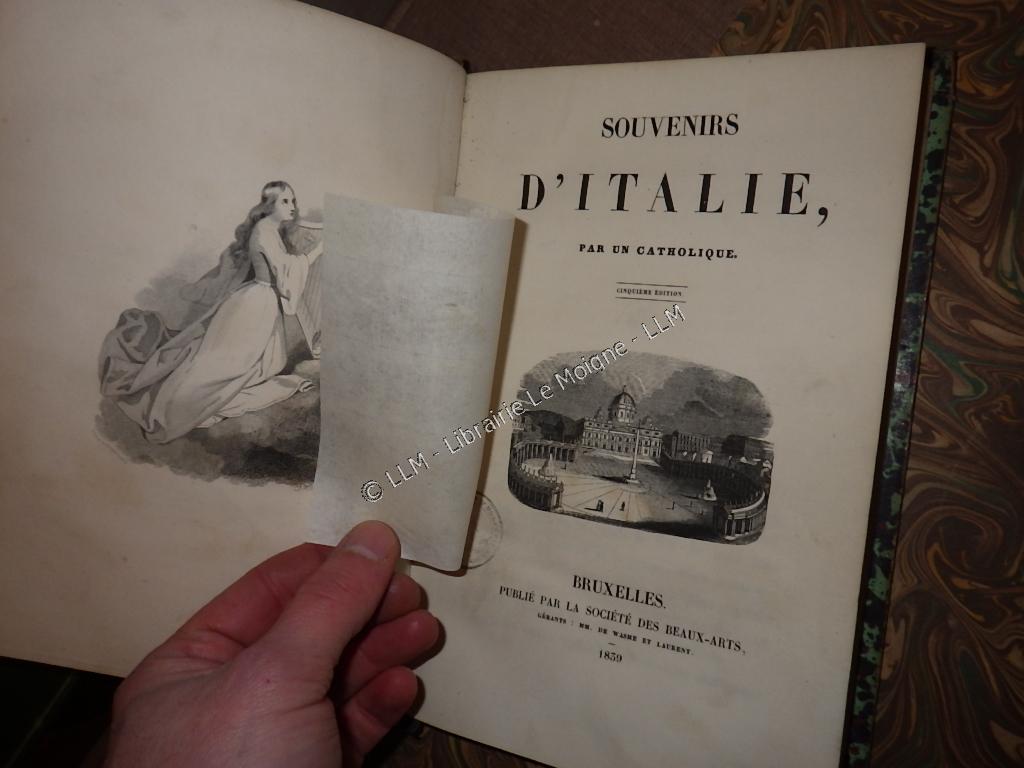 SOUVENIRS
D'ITALIE,
PAR UN CATHOLIQUE.
CINQUIÈME ÉDITION
© LLM - Librairie Le Moigne - LLM
BRUXELLES.
PUBLIÉ PAR LA SOCIÉTÉ DES BEAUX-ARTS,
GÉRANTS : MM. DE WASME ET LAURENT.
1839